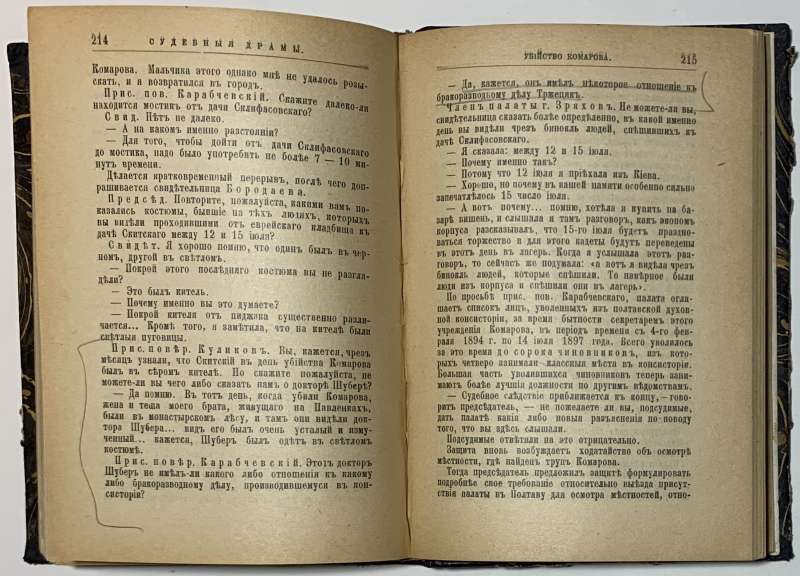 214
СУДЕБНЫЯ ДРАМЫ.
Комарова. Мальчика этого однако мнѣ не удалось розы-
скать, и я возвратился въ городъ.
Прис. пов. Карабчевскій. Скажите далеко-ли
находится мостикъ отъ дачи Склифасовскаго?
Свид. Нѣтъ не далеко.
— А на какомъ именно разстояніи?
— Для того, чтобы дойти отъ дачи Склифасовскаго
до мостика, надо было употребить не болѣе 7 — 10 ми-
нутъ времени.
Дѣлается кратковременный перерывъ, послѣ чего доп-
рашивается свидѣтельница Бородаева.
Предсѣд. Повторите, пожалуйста, какими вамъ по-
казались костюмы, бывшіе на тѣхъ людяхъ, которыхъ
вы видѣли проходившими отъ еврейскаго кладбища къ
дачѣ Скитскаго между 12 и 15 іюля?
Свидѣт. Я хорошо помню, что одинъ былъ въ чер-
номъ, другой въ свѣтломъ.
— Покрой этого послѣдняго костюма вы не разгля-
дѣли?
— Это былъ китель.
— Почему именно вы это думаете?
— Покрой кителя отъ пиджака существенно разли-
чается... Кромѣ того, я замѣтила, что на кителѣ были
свѣтлыя пуговицы.
Прис. повѣр. Куликовъ. Вы, кажется, чрезъ
мѣсяцъ узнали, что Скитскій въ день убійства Комарова
былъ въ сѣромъ кителѣ. Но скажите пожалуйста, не
можете-ли вы чего либо сказать намъ о докторѣ Шуберѣ?
— Да помню. Въ тотъ день, когда убили Комарова,
жена и теща моего брата, живущаго на Павленкахъ,
были въ монастырскомъ лѣсу, и тамъ они видѣли док-
тора Шубера... видъ его былъ очень усталый и изму-
ченный... кажется, Шуберъ былъ одѣтъ въ свѣтломъ
костюмѣ.
Прис. повѣр. Карабчевскій. Этотъ докторъ
Шуберъ не имѣлъ-ли какого либо отношенія къ какому
либо бракоразводному дѣлу, производившемуся въ кон-
систоріи?
УБІЙСТВО КОМАРОВА.
215
— Да, кажется, онъ имѣлъ нѣкоторое отношеніе къ
бракоразводному дѣлу Тржецякъ.
Членъ палаты г. Зряховъ. Не можете-ли вы,
свидѣтельница сказать болѣе опредѣленно, въ какой именно
день вы видѣли чрезъ бинокль людей, спѣшившихъ къ
дачѣ Склифасовскаго.
— Я сказала: между 12 и 15 іюля.
— Почему именно такъ?
— Потому что 12 іюля я пріѣхала изъ Кіева.
— Хорошо, но почему въ вашей памяти особенно сильно
запечатлѣлось 15 число іюля.
— А вотъ почему... помню, хотѣла я купить на ба-
зарѣ вишень, и слышала я тамъ разговоръ, какъ экономъ
корпуса разсказывалъ, что 15-го іюля будетъ праздно-
ваться торжество и для этого кадеты будутъ переведены
въ этотъ день въ лагерь. Когда я услышала этотъ раз-
говоръ, то сейчасъ же подумала: «а вотъ я видѣла чрезъ
бинокль людей, которые спѣшили. То навѣрное были
люди изъ корпуса и спѣшили они въ лагерь».
По просьбѣ прис. пов. Карабчевскаго, палата огла-
шаетъ списокъ лицъ, уволенныхъ изъ полтавской духов-
ной консисторіи, за время бытности секретаремъ этого
учрежденія Комарова, въ періодъ времени съ 4-го фев-
раля 1894 г. по 14 іюля 1897 года. Всего уволилось
за это время до сорока чиновниковъ, изъ кото-
рыхъ четверо занимали классныя мѣста въ консисторіи.
Большая часть уволившихся чиновниковъ теперь зани-
маютъ болѣе лучшія должности по другимъ вѣдомствамъ.
— Судебное слѣдствіе приближается къ концу,— гово-
ритъ предсѣдатель, — не пожелаете ли вы, подсудимые,
дать палатѣ какія либо новыя разъясненія по поводу
того, что вы здѣсь слышали.
Подсудимые отвѣтили на это отрицательно.
Защита вновь возбуждаетъ ходатайство объ осмотрѣ
мѣстности, гдѣ найденъ трупъ Комарова.
Тогда предсѣдатель предложилъ защитѣ формулировать
подробнѣе свое требованіе относительно выѣзда присут-
ствія палаты въ Полтаву для осмотра мѣстностей, отно-